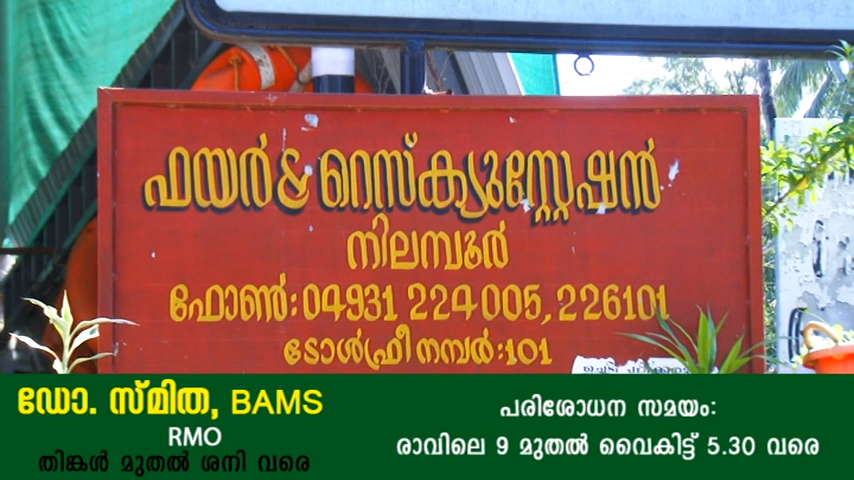 ഫയർ & റെസ്ക്യുസ്റ്റേഷൻ
നിലമ്പൂർ
ഫോൺ:04931 224005, 226101
ടോൾഫ്രീ നമ്പർ:101
ഡോ. സ്മിത, BAMS
RMO
തിങ്കൾ മുതൽ ശനി വരെ
പരിശോധന സമയം:
രാവിലെ 9 മുതൽ വൈകിട്ട് 5.30 വരെ